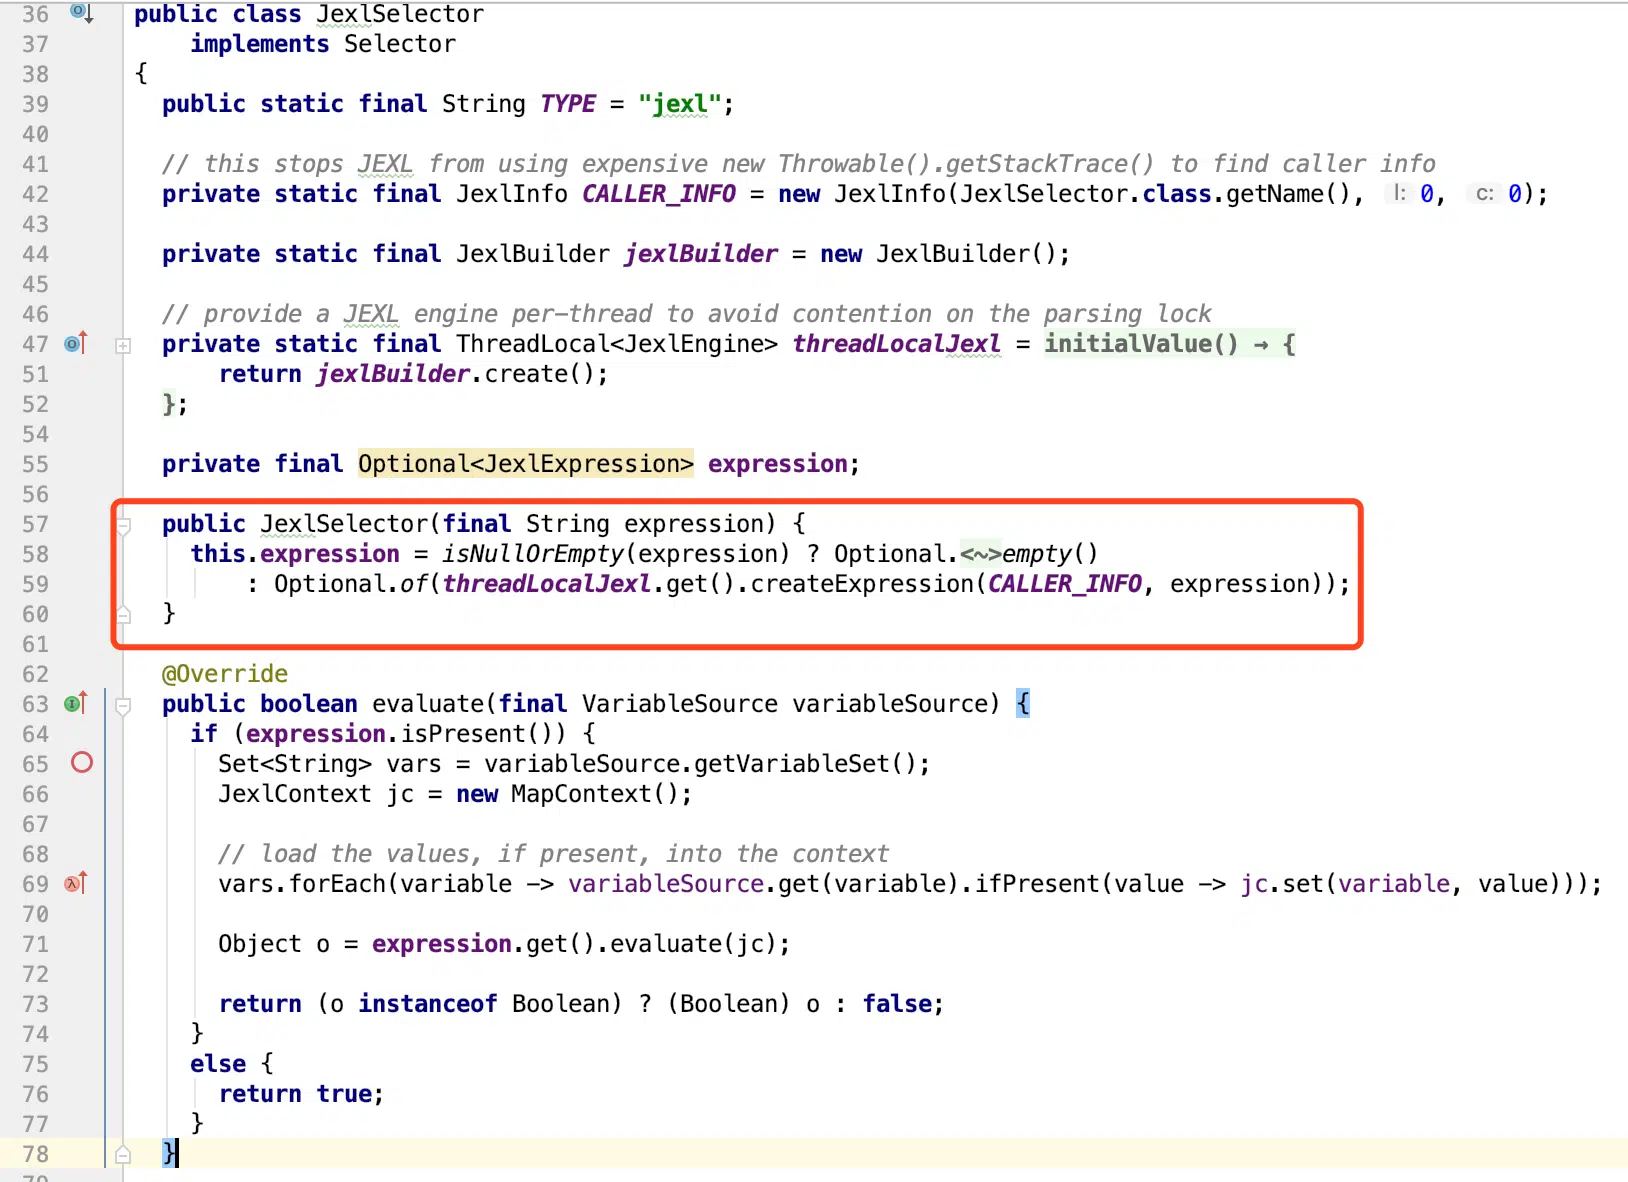 36 public class JexlSelector
37 implements Selector
38 {
39 public static final String TYPE = "jexl";
40
41 // this stops JEXL from using expensive new Throwable().getStackTrace() to find caller info
42 private static final JexlInfo CALLER_INFO = new JexlInfo(JexlSelector.class.getName(), l: 0, c: 0);
43
44 private static final JexlBuilder jexlBuilder = new JexlBuilder();
45
46 // provide a JEXL engine per-thread to avoid contention on the parsing lock
47 private static final ThreadLocal<JexlEngine> threadLocalJexl = initialValue() → {
51 return jexlBuilder.create();
52 };
54
55 private final Optional<JexlExpression> expression;
56
57 public JexlSelector(final String expression) {
58 this.expression = isNullOrEmpty(expression) ? Optional.<~>empty()
59 : Optional.of(threadLocalJexl.get().createExpression(CALLER_INFO, expression));
60 }
61
62 @Override
63 public boolean evaluate(final VariableSource variableSource) {
64 if (expression.isPresent()) {
65 Set<String> vars = variableSource.getVariableSet();
66 JexlContext jc = new MapContext();
67
68 // load the values, if present, into the context
69 vars.forEach(variable -> variableSource.get(variable).ifPresent(value -> jc.set(variable, value)));
70
71 Object o = expression.get().evaluate(jc);
72
73 return (o instanceof Boolean) ? (Boolean) o : false;
74 }
75 else {
76 return true;
77 }
78 }
79